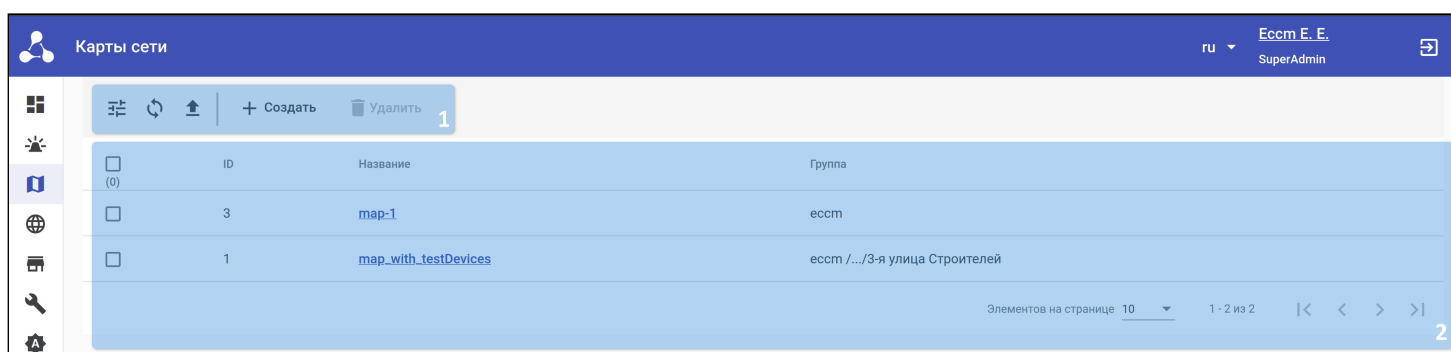 Карты сети
ru
Eccm E. E.
SuperAdmin
Создать
Удалить
1
ID
Название
Группа
(0)
3
map-1
eccm
1
map_with_testDevices
eccm /.../3-я улица Строителей
Элементов на странице 10
1 - 2 из 2
2
A